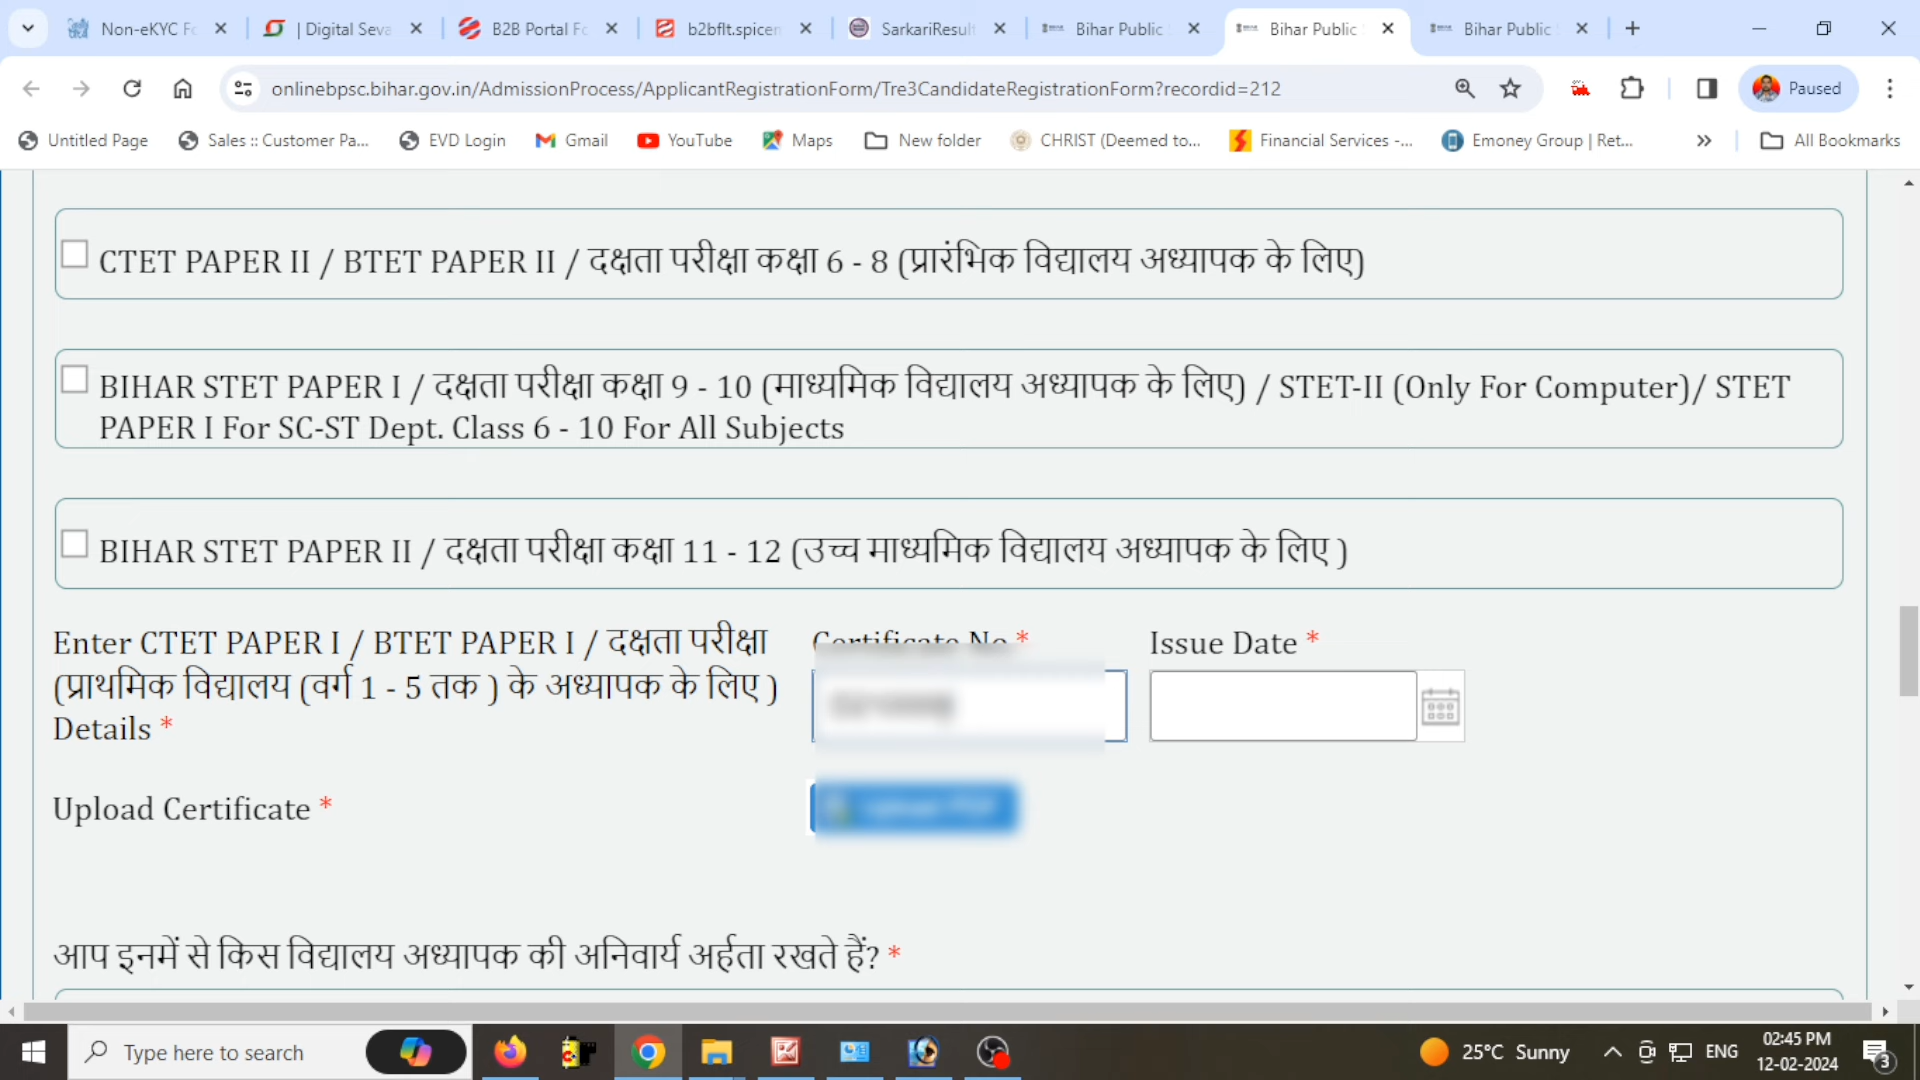 Non-eKYC Fo
| Digital Seva
B2B Portal Fo
b2bflt.spicem
SarkariResult
Bihar Public
Bihar Public
Bihar Public
onlinebpsc.bihar.gov.in/AdmissionProcess/ApplicantRegistrationForm/Tre3CandidateRegistrationForm?recordid=212
Paused
Untitled Page
Sales :: Customer Pa...
EVD Login
Gmail
YouTube
Maps
New folder
CHRIST (Deemed to...
Financial Services -...
Emoney Group | Ret...
All Bookmarks
CTET PAPER II / BTET PAPER II / दक्षता परीक्षा कक्षा 6 - 8 (प्रारंभिक विद्यालय अध्यापक के लिए)
BIHAR STET PAPER I / दक्षता परीक्षा कक्षा 9 - 10 (माध्यमिक विद्यालय अध्यापक के लिए) / STET-II (Only For Computer)/ STET
PAPER I For SC-ST Dept. Class 6 - 10 For All Subjects
BIHAR STET PAPER II / दक्षता परीक्षा कक्षा 11 - 12 (उच्च माध्यमिक विद्यालय अध्यापक के लिए )
Enter CTET PAPER I / BTET PAPER I / दक्षता परीक्षा
(प्राथमिक विद्यालय (वर्ग 1 - 5 तक ) के अध्यापक के लिए )
Details *
Certificate No *
Issue Date *
Upload Certificate *
आप इनमें से किस विद्यालय अध्यापक की अनिवार्य अर्हता रखते हैं? *
Type here to search
25°C Sunny
ENG
02:45 PM
12-02-2024
3